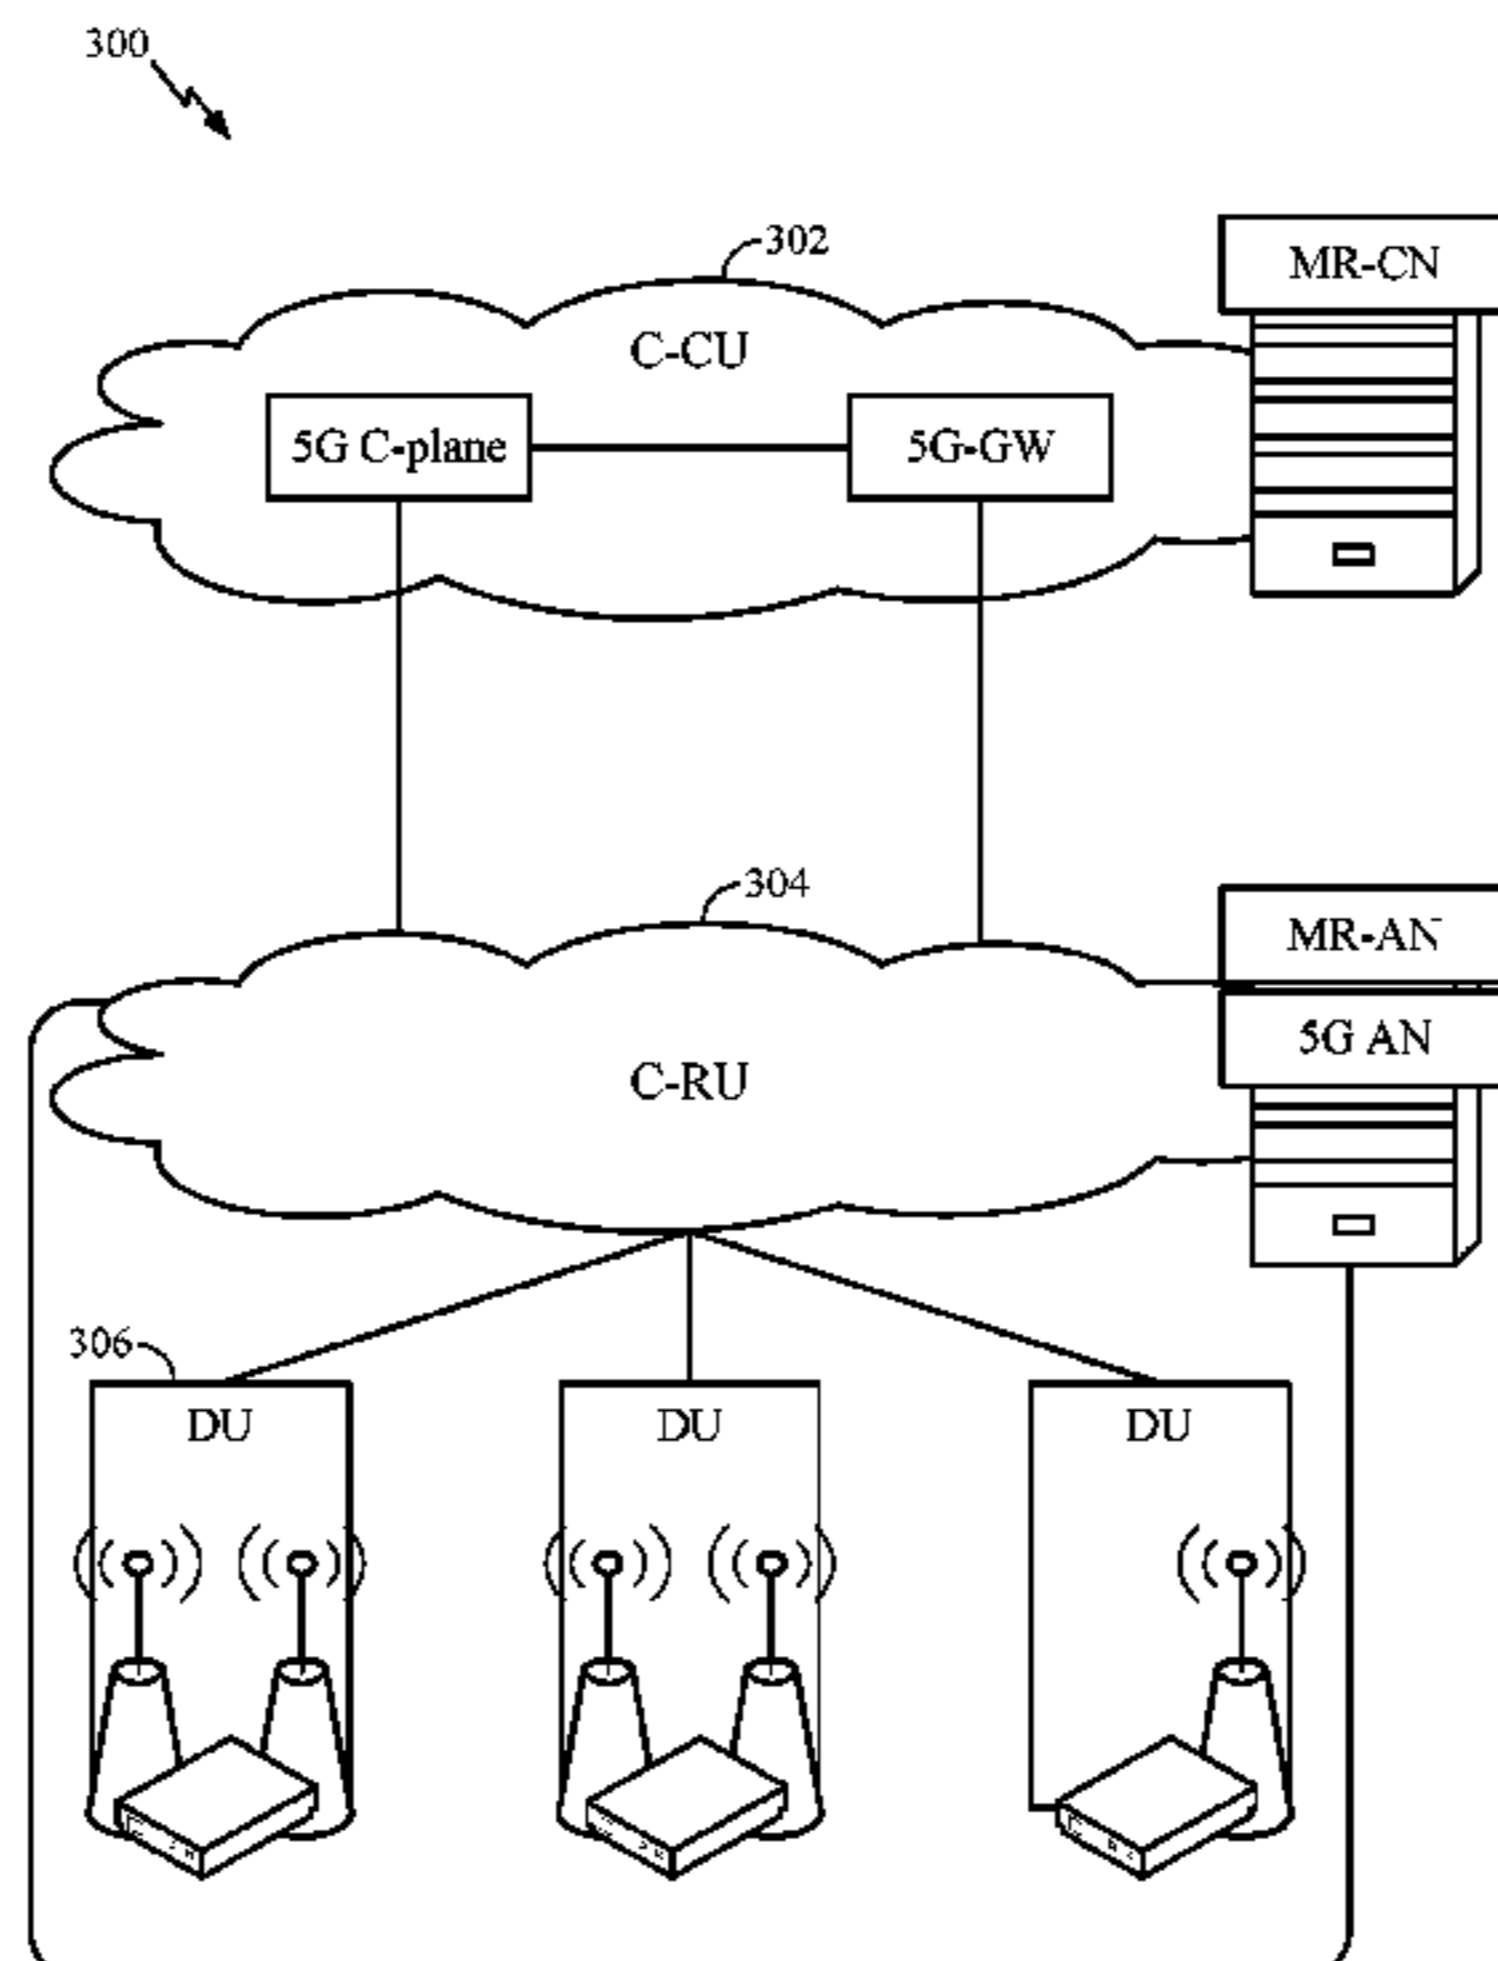 300
302
MR-CN
C-CU
5G C-plane
5G-GW
304
MR-AN
5G AN
C-RU
306
DU
DU
DU